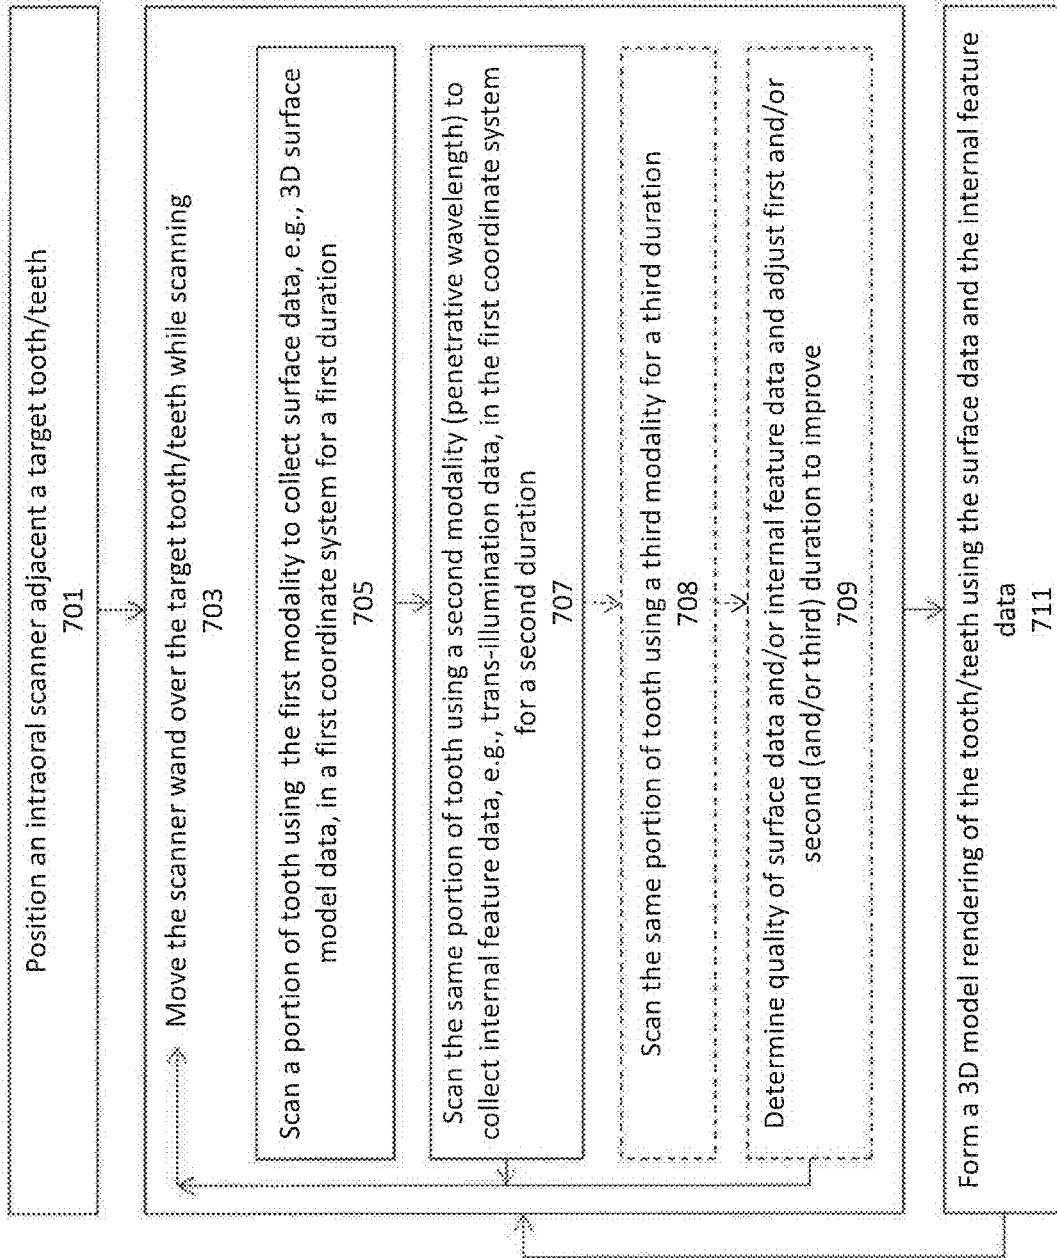 Position an intraoral scanner adjacent a target tooth/teeth
701
Move the scanner wand over the target tooth/teeth while scanning
703
Scan a portion of tooth using the first modality to collect surface data, e.g., 3D surface
model data, in a first coordinate system for a first duration
705
Scan the same portion of tooth using a second modality (penetrative wavelength) to
collect internal feature data, e.g., trans-illumination data, in the first coordinate system
for a second duration
707
Scan the same portion of tooth using a third modality for a third duration
708
Determine quality of surface data and/or internal feature data and adjust first and/or
second (and/or third) duration to improve
709
Form a 3D model rendering of the tooth/teeth using the surface data and the internal feature
data
711